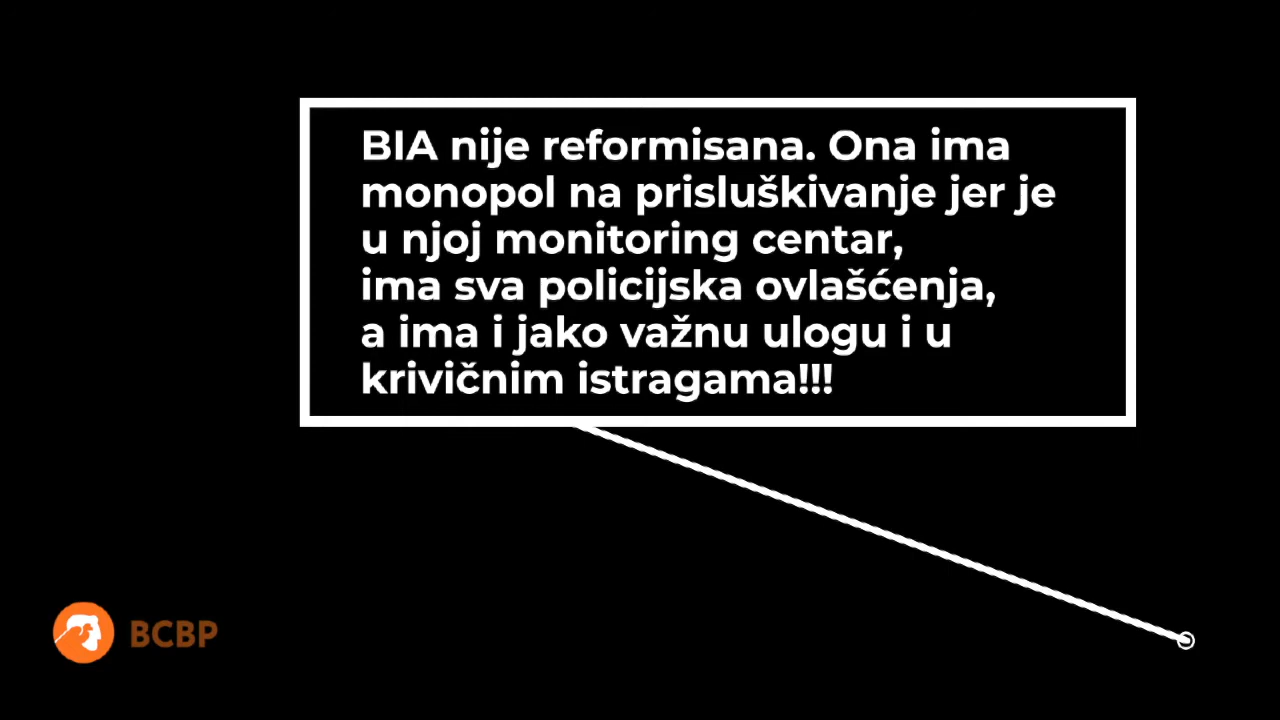 BIA nije reformisana. Ona ima
monopol na prisluškivanje jer je
u njoj monitoring centar,
ima sva policijska ovlašćenja,
a ima i jako važnu ulogu i u
krivičnim istragama!!!
BCBP